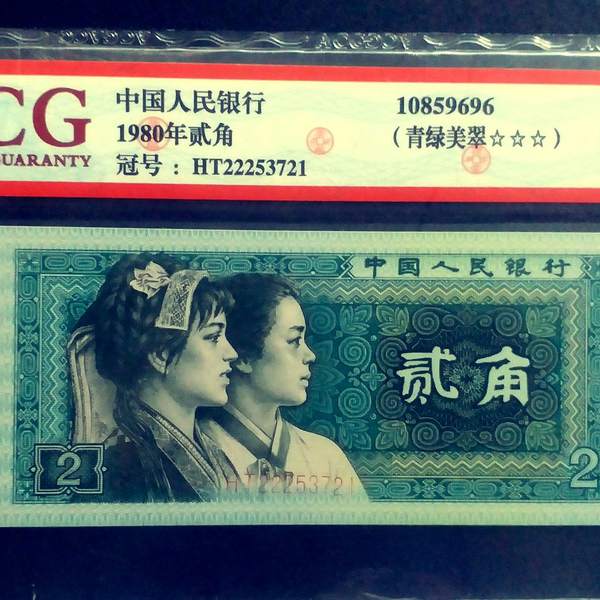 CG
GUARANTY
中国人民银行
1980年贰角
冠号：HT22253721
10859696
（青绿美翠☆☆☆）
中国人民银行
贰角
2
2
HT22253721